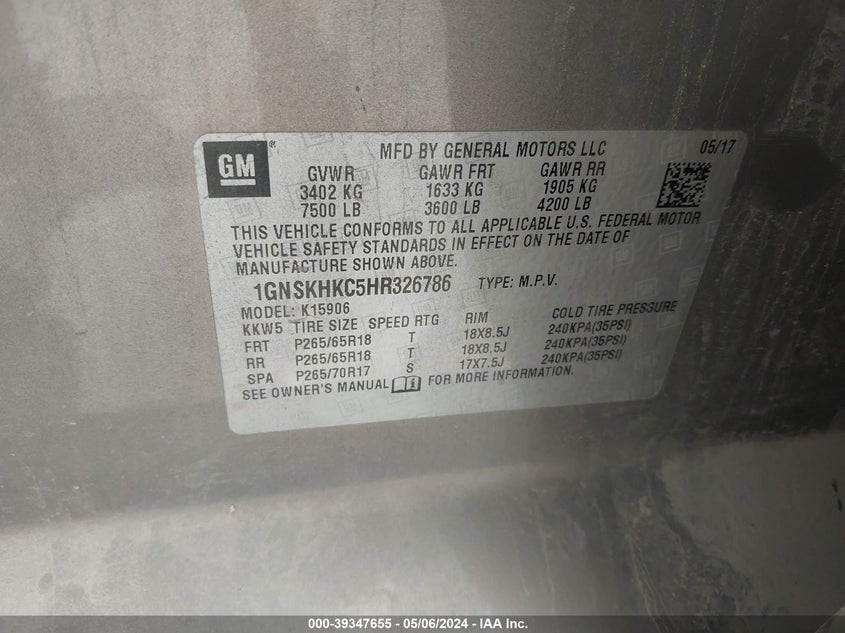 GM ® MFD BY GENERAL MOTORS LLC 05/17
GVWR GAWR FRT GAWR RR
3402 KG 1633 KG 1905 KG
7500 LB 3600 LB 4200 LB
THIS VEHICLE CONFORMS TO ALL APPLICABLE U.S. FEDERAL MOTOR
VEHICLE SAFETY STANDARDS IN EFFECT ON THE DATE OF
MANUFACTURE SHOWN ABOVE.
1GNSKHKC5HR326786 TYPE: M.P.V.
MODEL: K15906
KKW5 TIRE SIZE SPEED RTG RIM COLD TIRE PRESSURE
FRT P265/65R18 T 18X8.5J 240KPA(35PSI)
RR P265/65R18 T 18X8.5J 240KPA(35PSI)
SPA P265/70R17 S 17X7.5J 240KPA(35PSI)
SEE OWNER'S MANUAL FOR MORE INFORMATION.
000-39347655 - 05/06/2024 - IAA Inc.